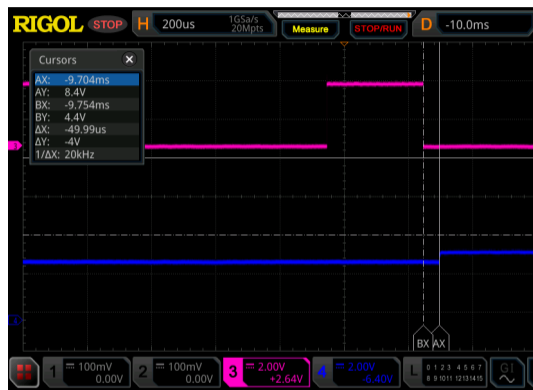 RIGOL STOP H 200us 1GSa/s 20Mpts Measure STOP/RUN D -10.0ms
Cursors X
AX: -9.704ms
AY: 8.4V
BX: -9.754ms
BY: 4.4V
ΔX: -49.99us
ΔY: -4V
1/ΔX: 20kHz
BX AX
1 100mV 0.00V
2 100mV 0.00V
3 2.00V +2.64V
4 2.00V -6.40V
L 0 1 2 3 4 5 6 7
8 9 10 11 12 13 14 15
GI